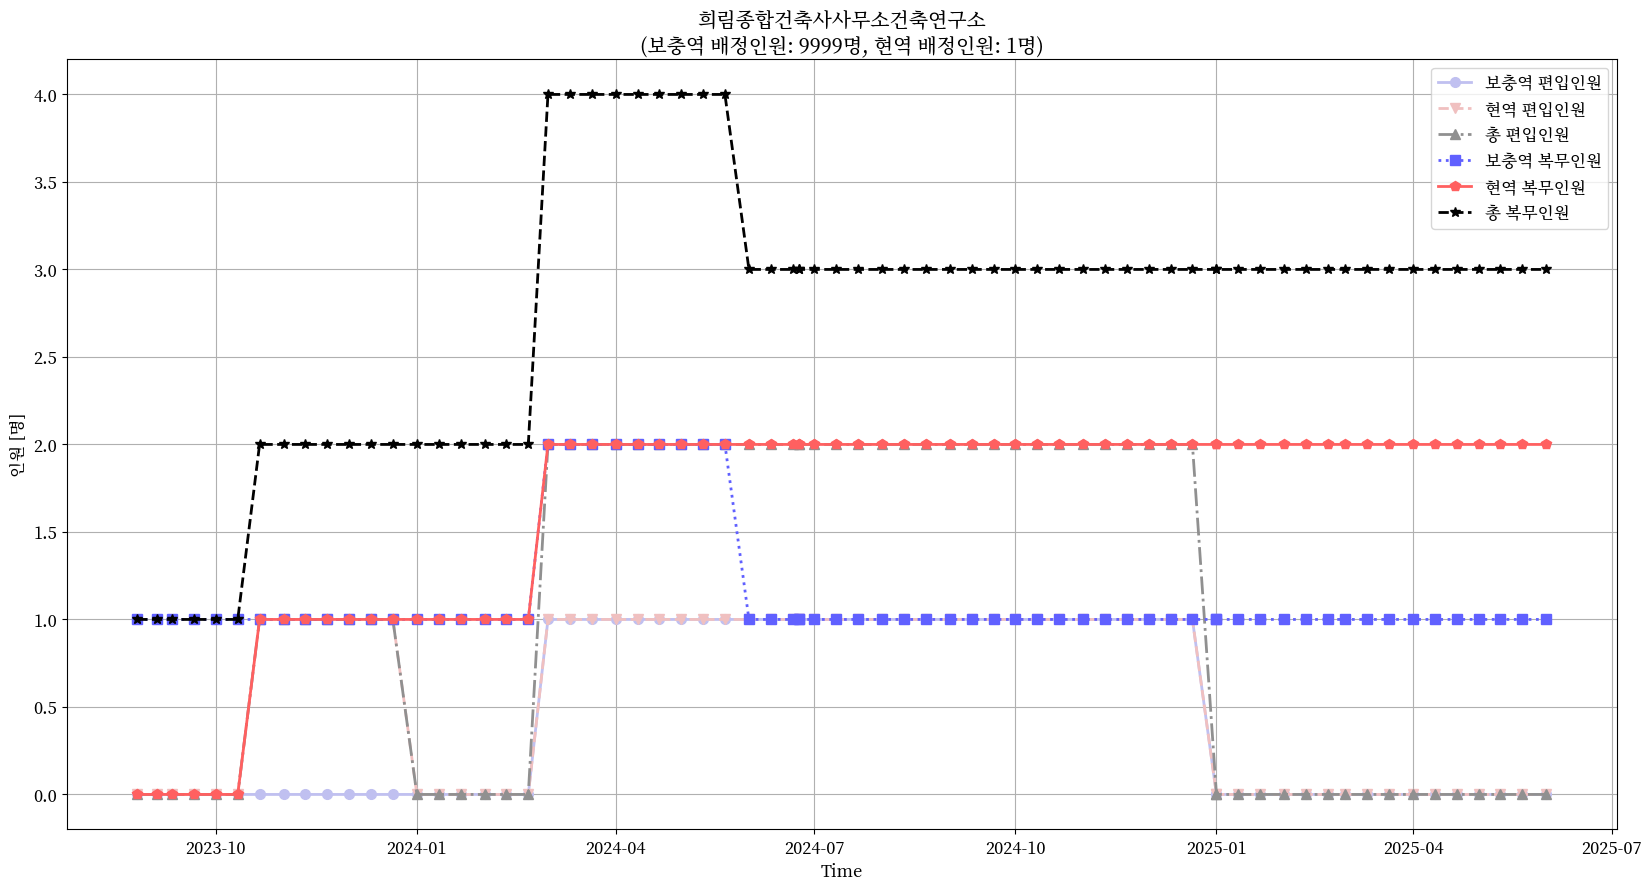 희림종합건축사사무소건축연구소
(보충역 배정인원: 9999명, 현역 배정인원: 1명)
보충역 편입인원
현역 편입인원
총 편입인원
보충역 복무인원
현역 복무인원
총 복무인원
인원 [명]
4.0
3.5
3.0
2.5
2.0
1.5
1.0
0.5
0.0
2023-10
2024-01
2024-04
2024-07
2024-10
2025-01
2025-04
2025-07
Time